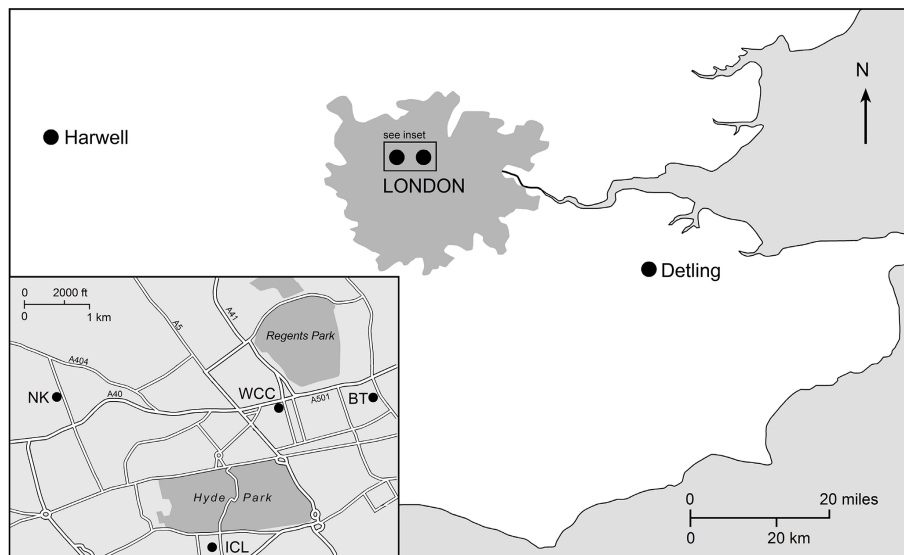 N
Harwell
see inset
LONDON
Detling
0 20 miles
0 20 km
0 2000 ft
0 1 km
A5
A41
Regents Park
A404
NK
A40
WCC
A501
BT
Hyde Park
ICL